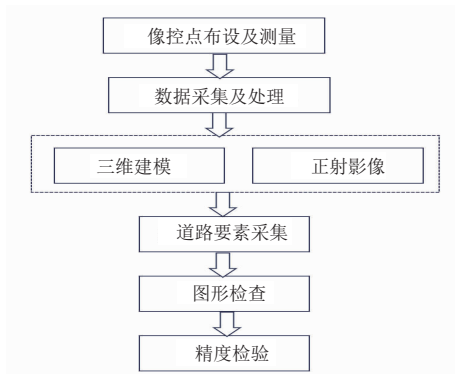 像控点布设及测量
数据采集及处理
三维建模
正射影像
道路要素采集
图形检查
精度检验